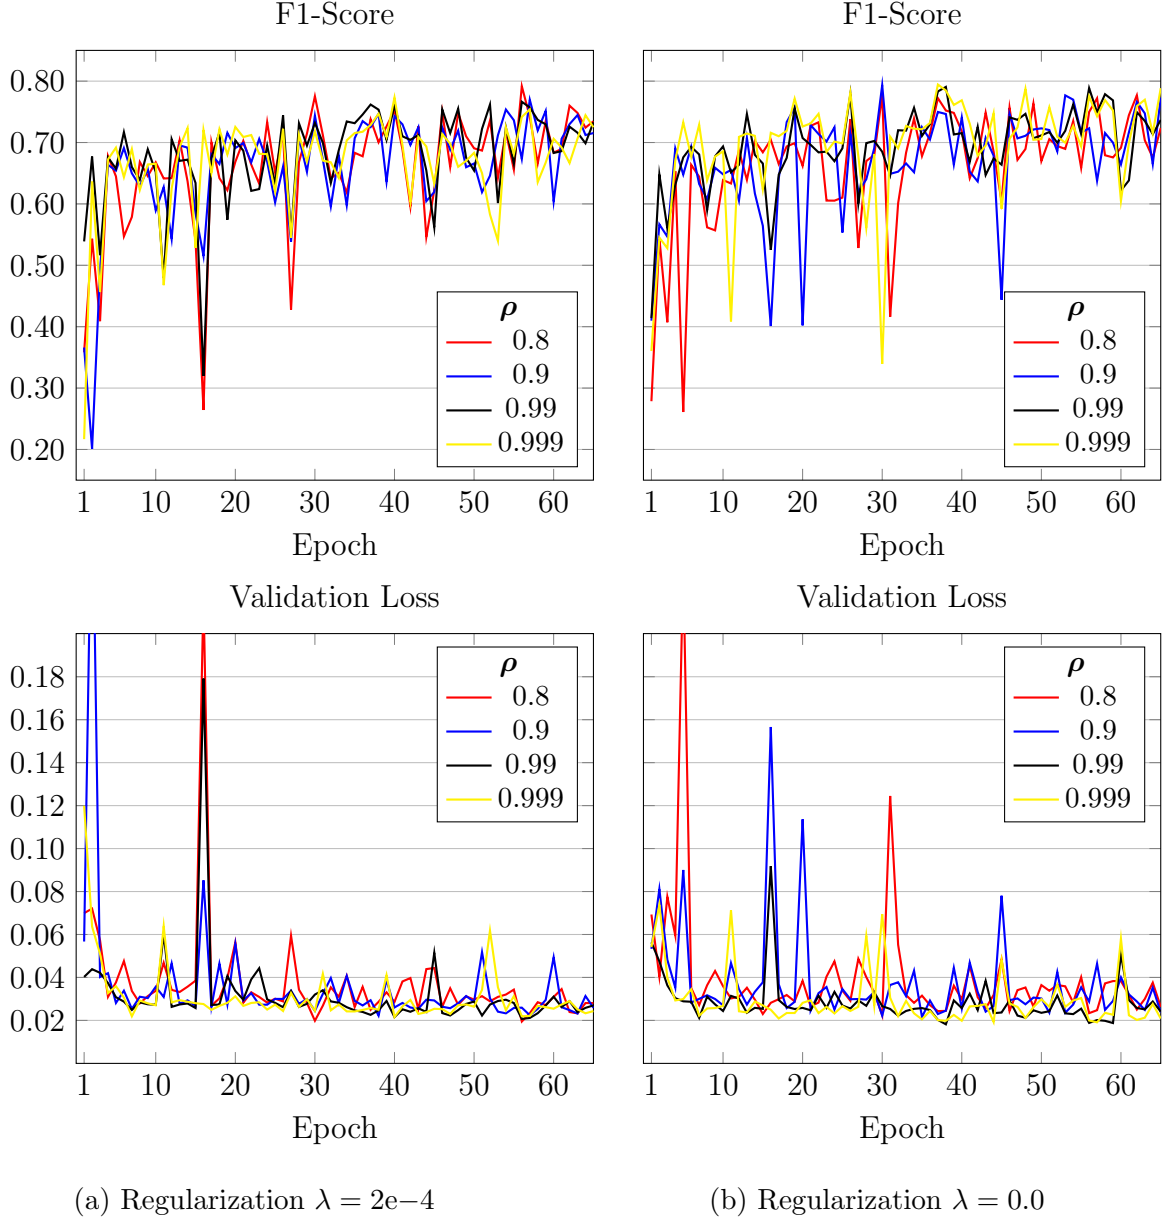 F1-Score
0.80
0.70
0.60
0.50
0.40
0.30
0.20
1 10 20 30 40 50 60
Epoch
ρ
0.8
0.9
0.99
0.999
F1-Score
1 10 20 30 40 50 60
Epoch
ρ
0.8
0.9
0.99
0.999
Validation Loss
0.18
0.16
0.14
0.12
0.10
0.08
0.06
0.04
0.02
1 10 20 30 40 50 60
Epoch
ρ
0.8
0.9
0.99
0.999
Validation Loss
1 10 20 30 40 50 60
Epoch
ρ
0.8
0.9
0.99
0.999
(a) Regularization λ = 2e−4
(b) Regularization λ = 0.0